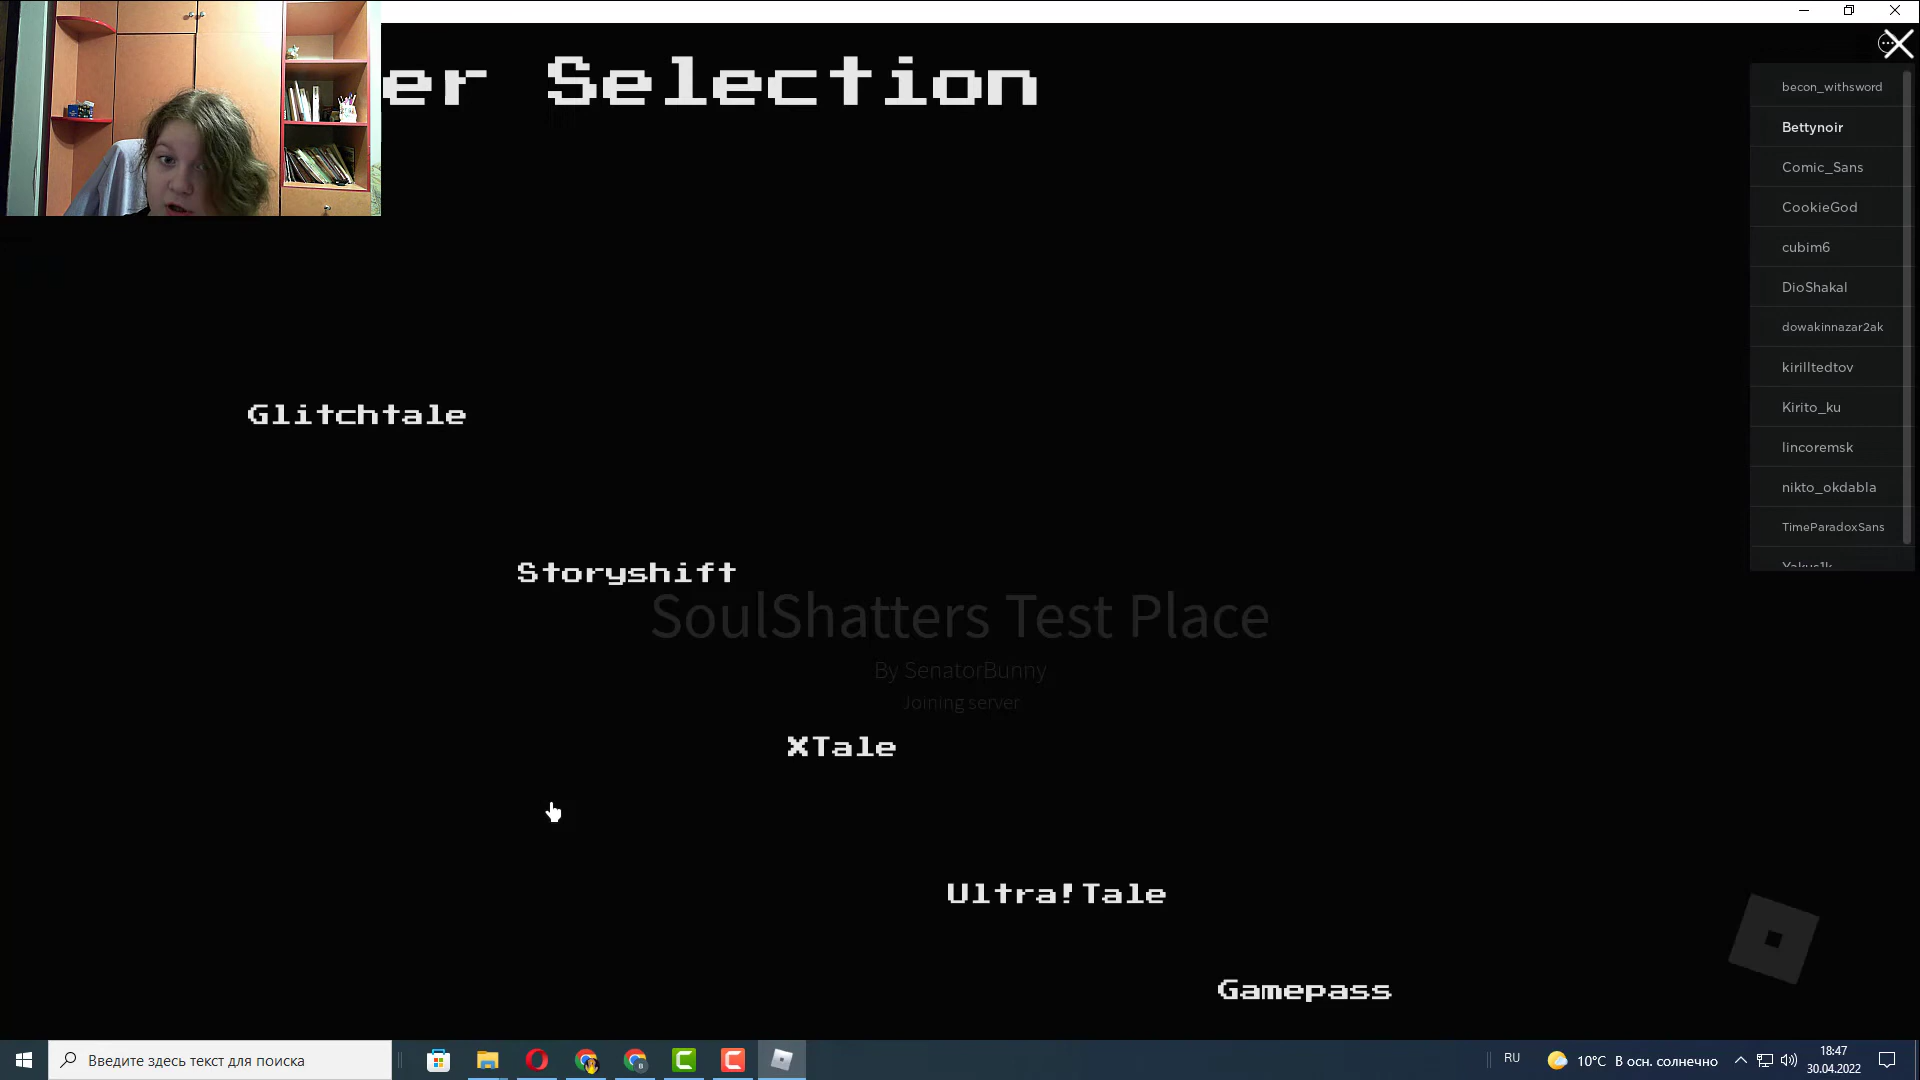 er Selection
becon_withsword
Bettynoir
Comic_Sans
CookieGod
cubim6
DioShakal
dowakinnazar2ak
kirilltedtov
Kirito_ku
lincoremsk
nikto_okdabla
TimeParadoxSans
Glitchtale
Storyshift
SoulShatters Test Place
By SenatorBunny
Joining server
XTale
Ultra!Tale
Gamepass
Введите здесь текст для поиска
RU
10°C В осн. солнечно
18:47
30.04.2022